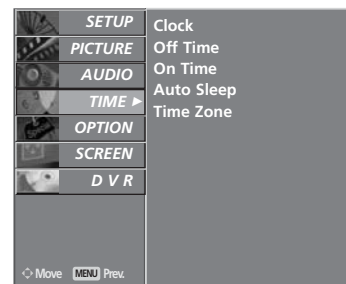 SETUP
PICTURE
AUDIO
TIME ►
OPTION
SCREEN
D V R
Move MENU Prev.
Clock
Off Time
On Time
Auto Sleep
Time Zone